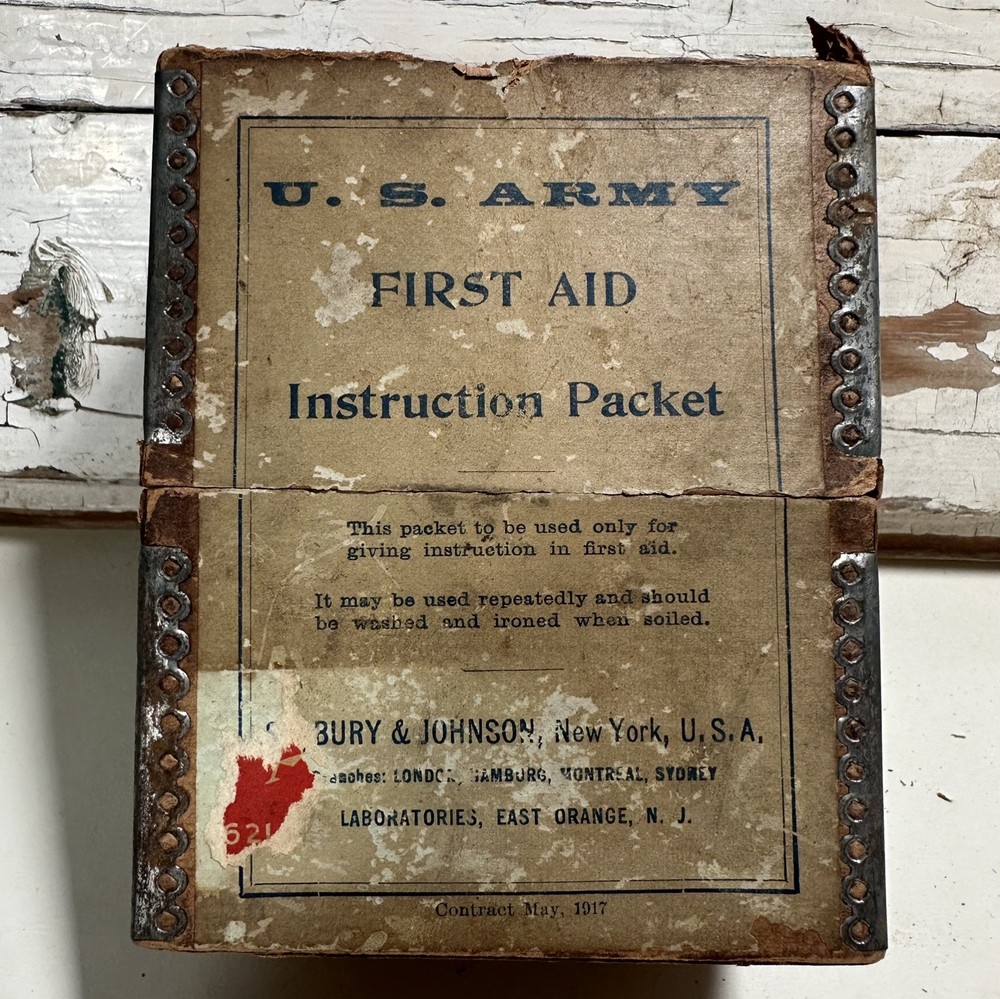 U. S. ARMY
FIRST AID
Instruction Packet
This packet to be used only for
giving instruction in first aid.
It may be used repeatedly and should
be washed and ironed when soiled.
BURY & JOHNSON, New York, U.S.A.
MONTREAL, SYDNEY
LABORATORIES, EAST ORANGE, N. J.
621
Contract May, 1917